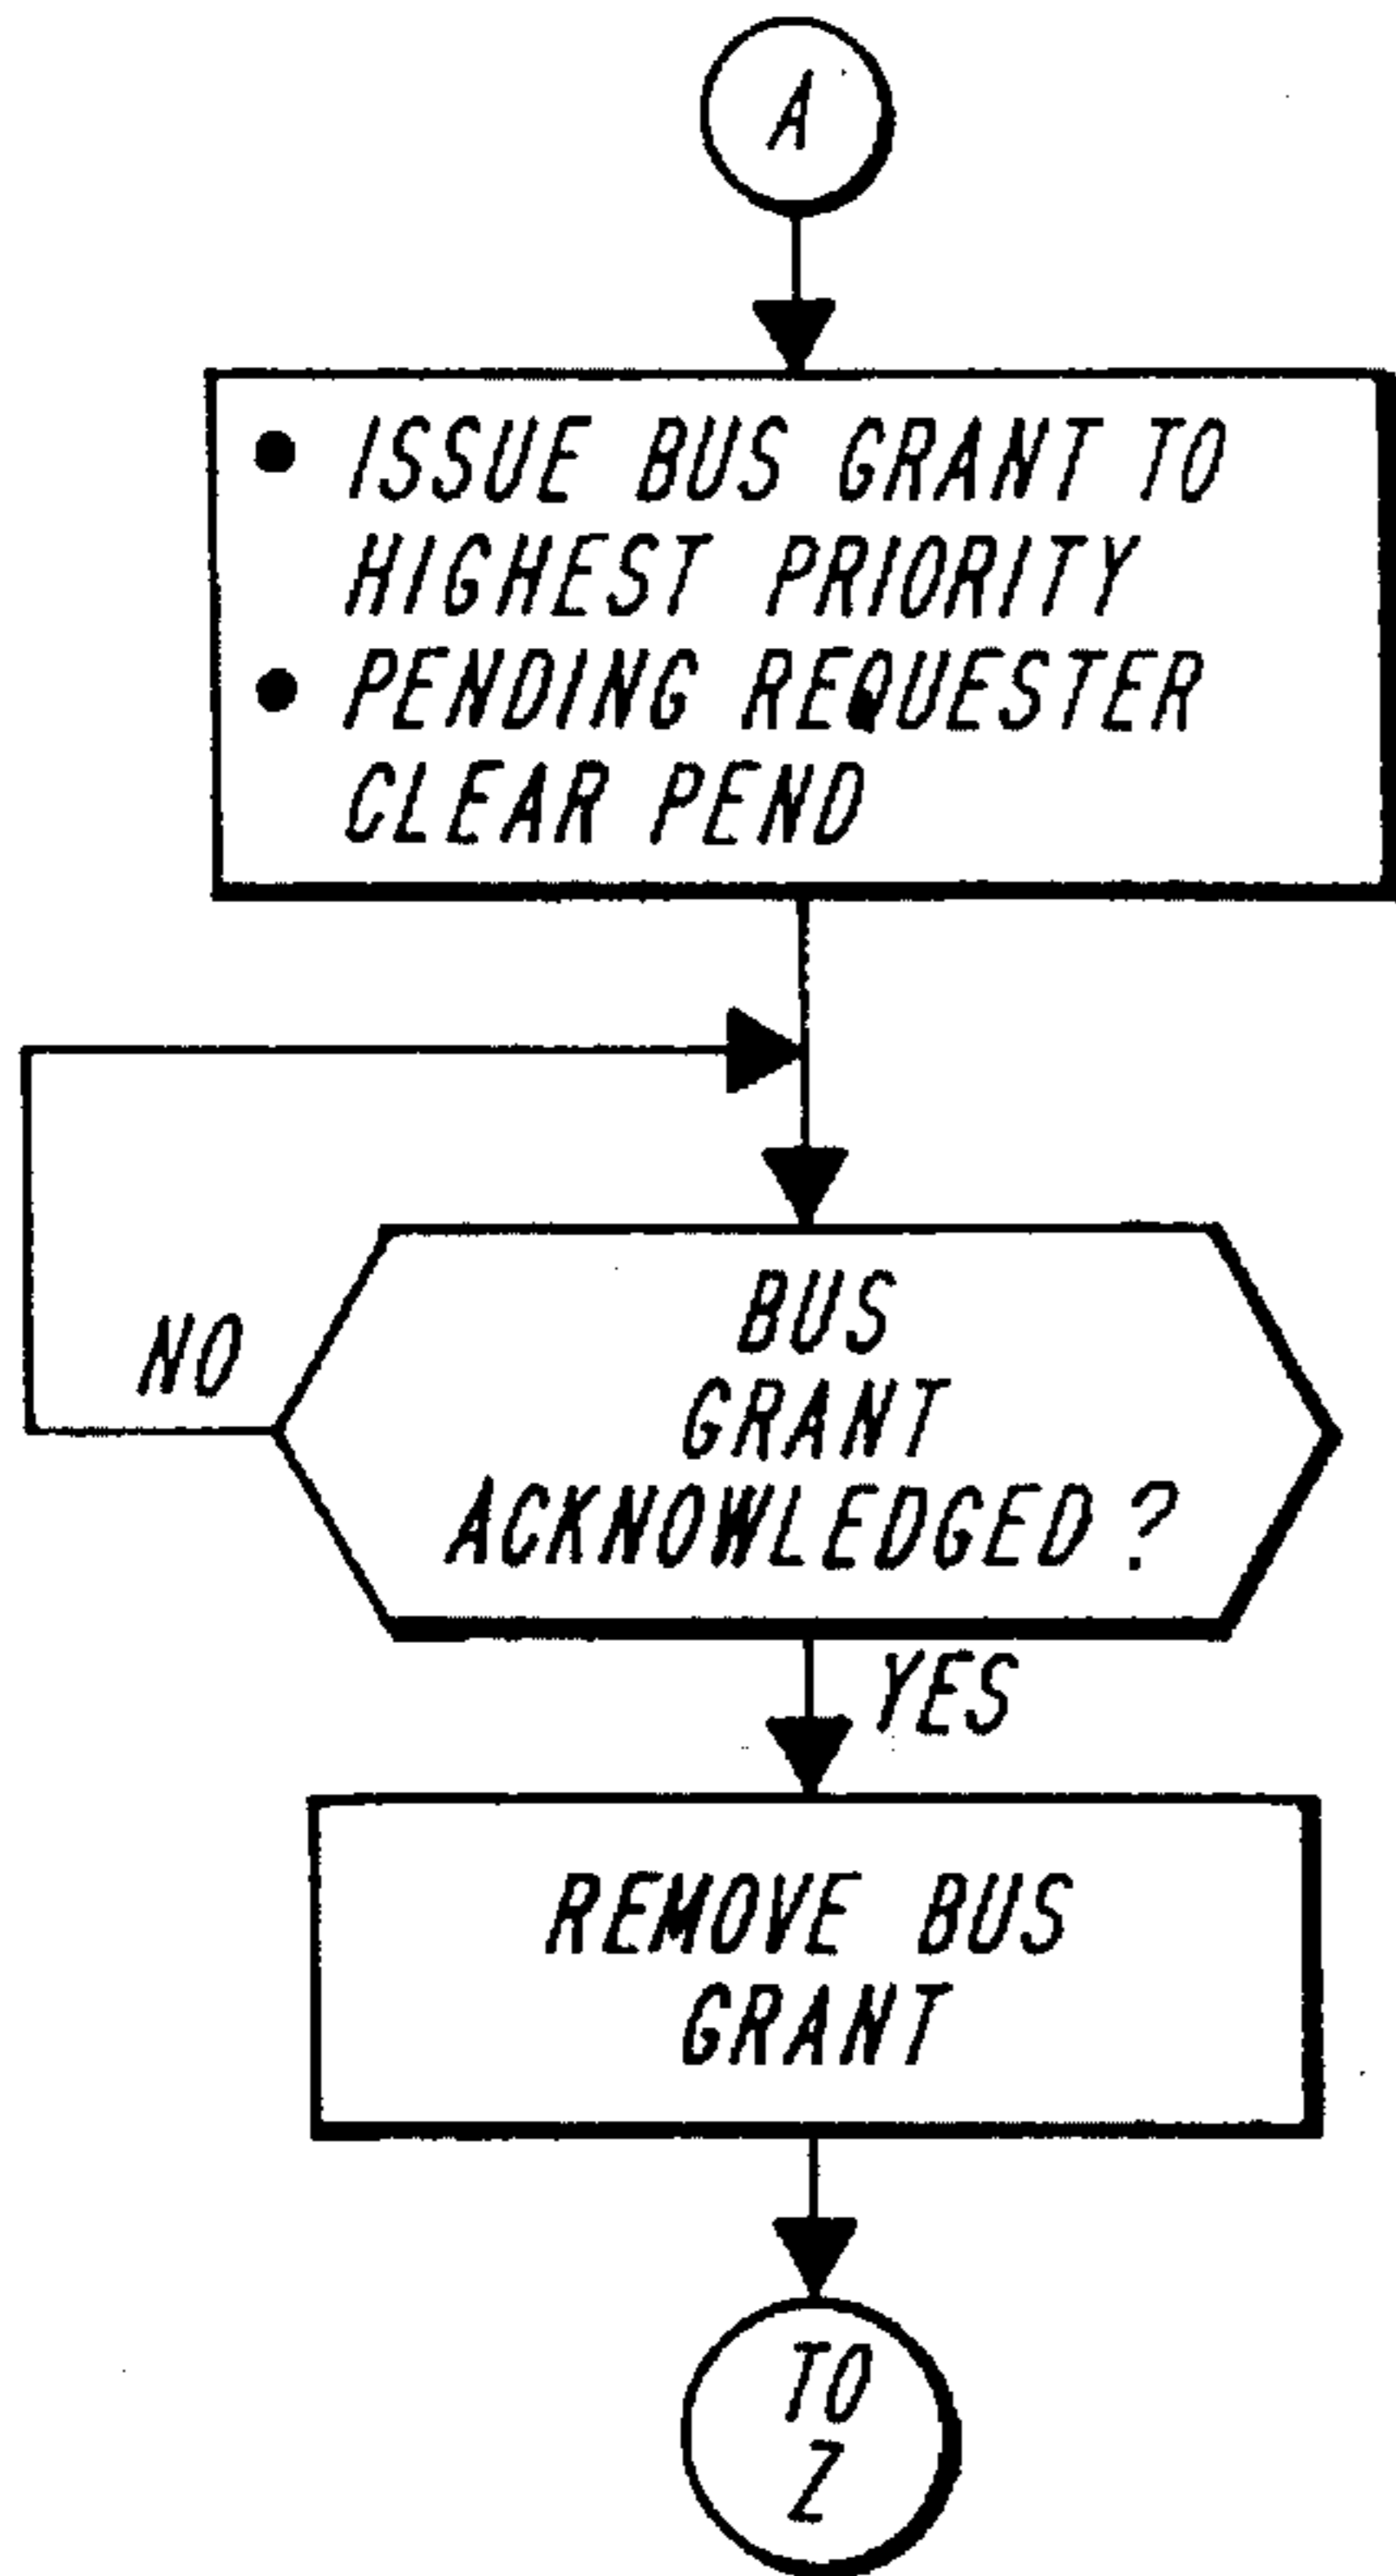 A
● ISSUE BUS GRANT TO
HIGHEST PRIORITY
● PENDING REQUESTER
CLEAR PEND
BUS
GRANT
ACKNOWLEDGED ?
NO
YES
REMOVE BUS
GRANT
TO
Z